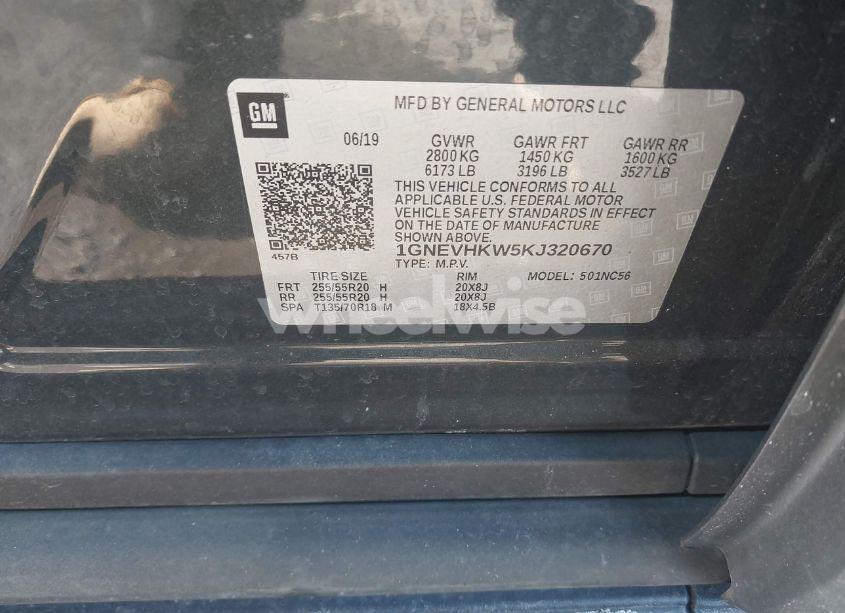 GM
MFD BY GENERAL MOTORS LLC
06/19 GVWR GAWR FRT GAWR RR
2800 KG 1450 KG 1600 KG
6173 LB 3196 LB 3527 LB
THIS VEHICLE CONFORMS TO ALL
APPLICABLE U.S. FEDERAL MOTOR
VEHICLE SAFETY STANDARDS IN EFFECT
ON THE DATE OF MANUFACTURE
SHOWN ABOVE.
457B
1GNEVHKW5KJ320670
TYPE: M.P.V. MODEL: 501NC56
TIRE SIZE RIM
FRT 255/55R20 H 20X8J
RR 255/55R20 H 20X8J
SPA T135/70R18 M 18X4.5B
wheelwise